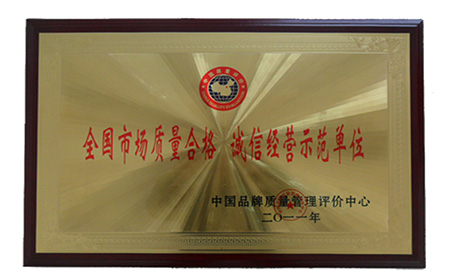 全国市场质量合格 诚信经营示范单位
中国品牌质量管理评价中心
二○一一年